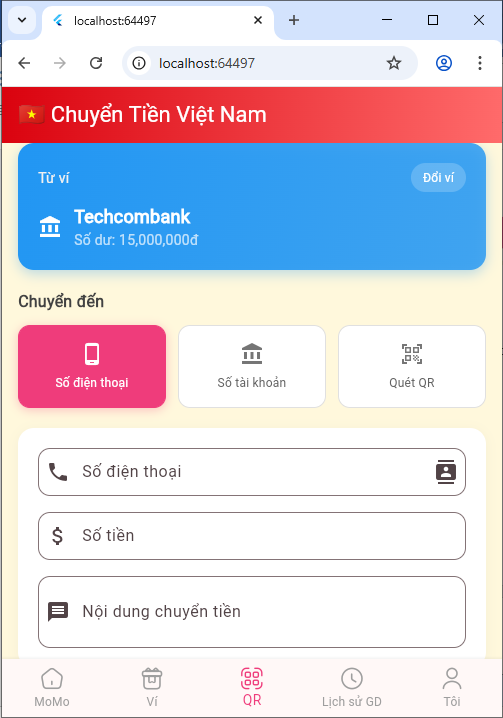 localhost:64497
localhost:64497
Chuyển Tiền Việt Nam
Từ ví
Đổi ví
Techcombank
Số dư: 15,000,000đ
Chuyển đến
Số điện thoại
Số tài khoản
Quét QR
Số điện thoại
Số tiền
Nội dung chuyển tiền
MoMo
Ví
QR
Lịch sử GD
Tôi